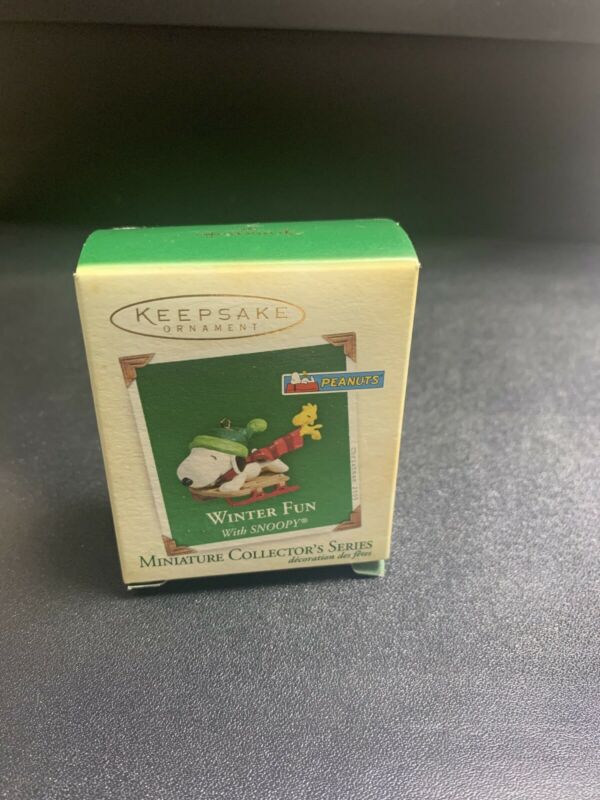 KEEPSAKE
ORNAMENT
PEANUTS
WINTER FUN
With SNOOPY®
MINIATURE COLLECTOR'S SERIES
décoration des fêtes